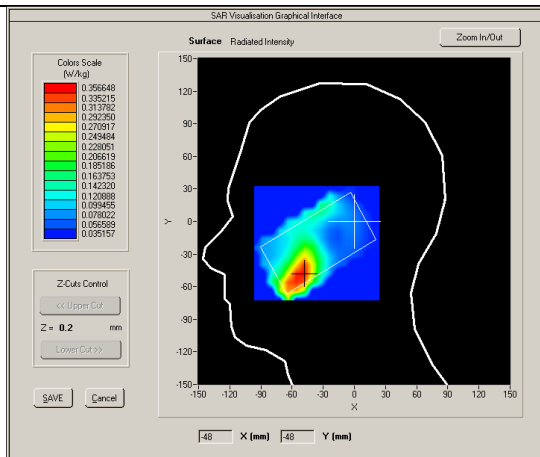 SAR Visualisation Graphical Interface
Surface Radiated Intensity
Zoom In/Out
Colors Scale
(W/kg)
0.356648
0.335215
0.313782
0.292350
0.270917
0.249484
0.228051
0.206619
0.185186
0.163753
0.142320
0.120888
0.099455
0.078022
0.056589
0.035157
Z-Cuts Control
<< Upper Cut
Z = 0.2 mm
Lower Cut >>
SAVE Cancel
150-
120-
90-
60-
30-
Y 0-
-30-
-60-
-90-
-120-
-150-
-150 -120 -90 -60 -30 0 30 60 90 120 150
X
-48 X (mm) -48 Y (mm)